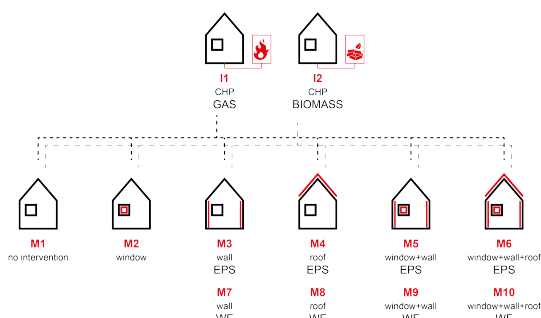 I1 I2
CHP CHP
GAS BIOMASS
M1 M2 M3 M4 M5 M6
no intervention window wall roof window+wall window+wall+roof
EPS EPS EPS EPS
M7 M8 M9 M10
wall roof window+wall window+wall+roof